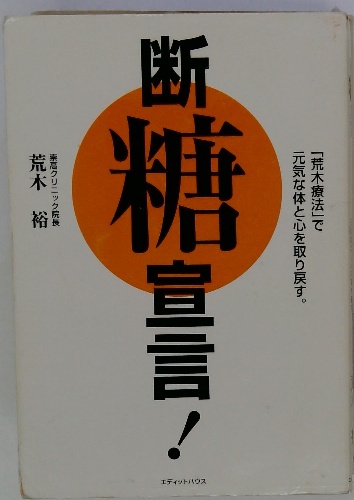 断糖宣言！
「荒木療法」で
元気な体と心を取り戻す。
崇高クリニック院長
荒木 裕
エディットハウス